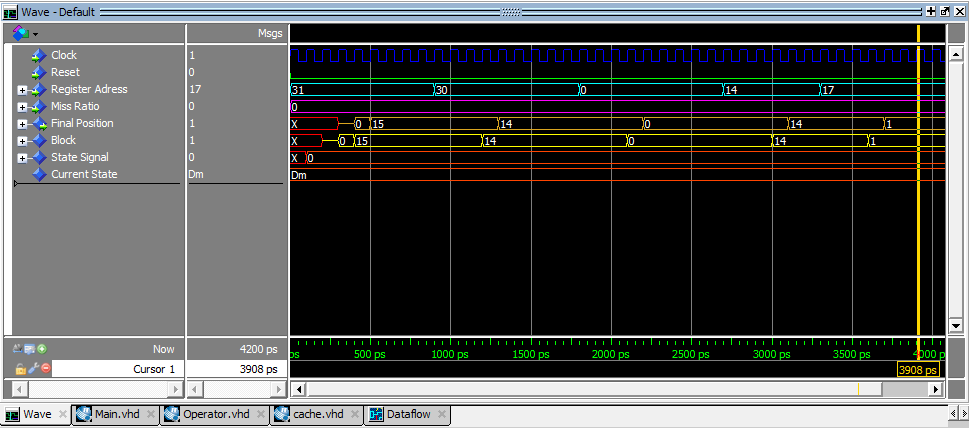 Wave - Default
Msgs
Clock 1
Reset 0
Register Adress 17 31 30 0 14 17
Miss Ratio 0 0
Final Position 1 X 0 15 14 0 14 1
Block 1 X 0 15 14 0 14 1
State Signal 0 X 0
Current State Dm Dm
Now 4200 ps ps 500 ps 1000 ps 1500 ps 2000 ps 2500 ps 3000 ps 3500 ps 4000 ps
Cursor 1 3908 ps 3908 ps
Wave Main.vhd Operator.vhd cache.vhd Dataflow